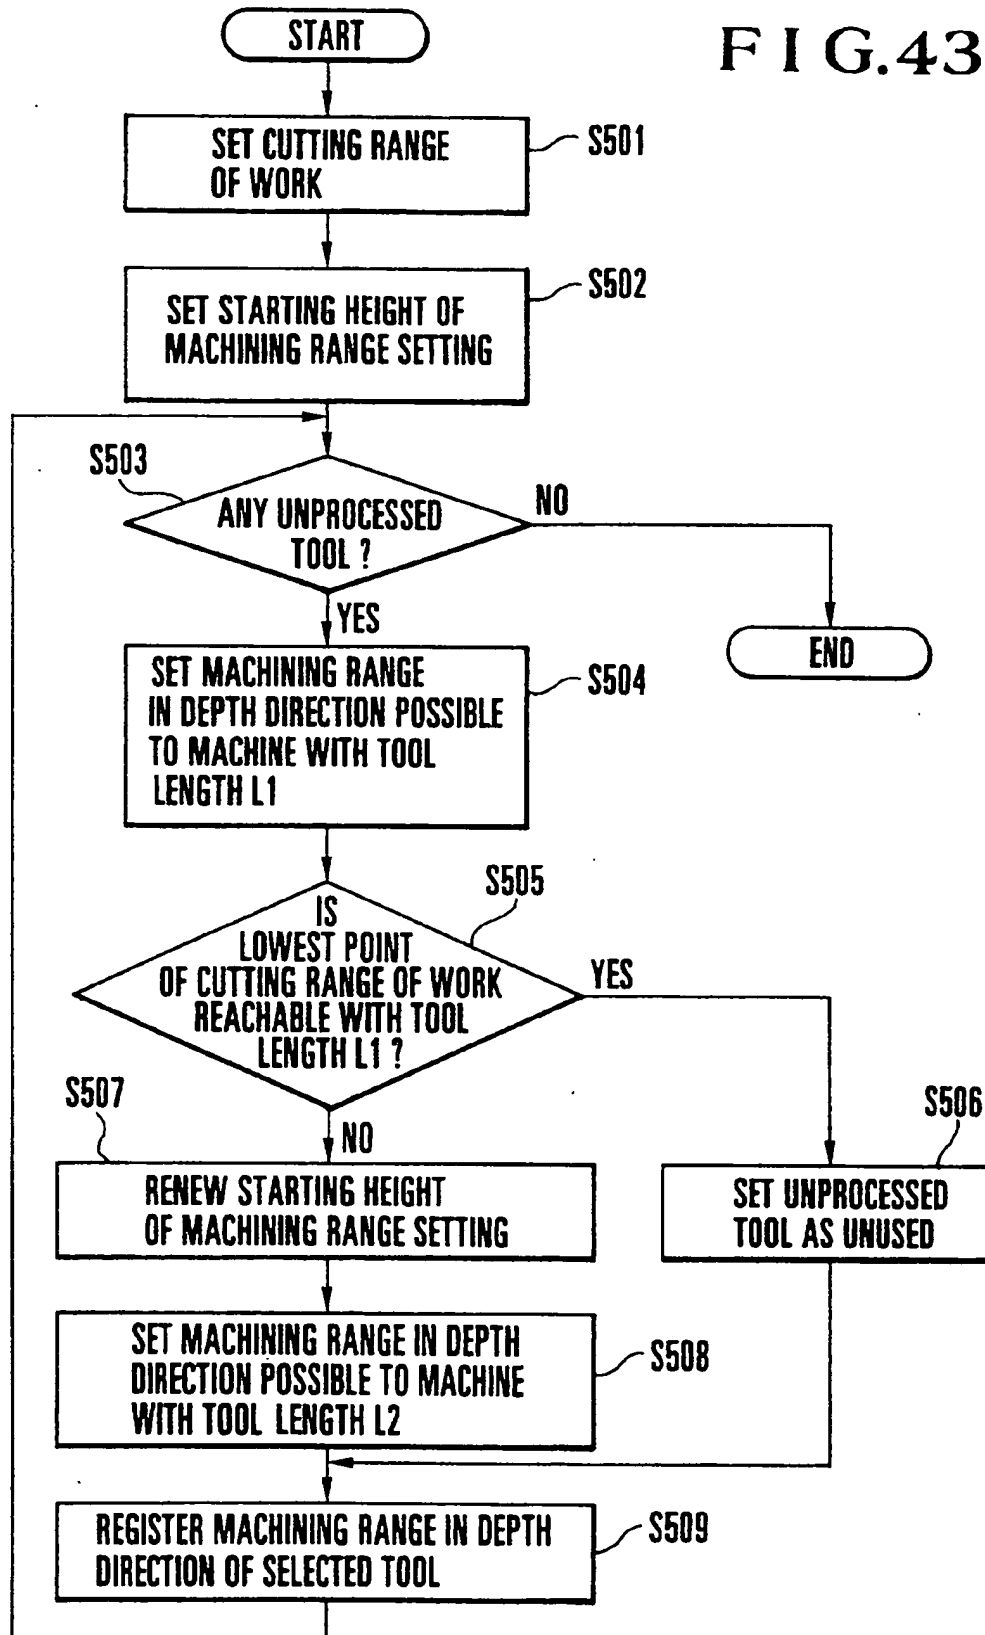 START
FIG.43
SET CUTTING RANGE
OF WORK
S501
SET STARTING HEIGHT OF
MACHINING RANGE SETTING
S502
S503
ANY UNPROCESSED
TOOL ?
NO
YES
END
SET MACHINING RANGE
IN DEPTH DIRECTION POSSIBLE
TO MACHINE WITH TOOL
LENGTH L1
S504
S505
IS
LOWEST POINT
OF CUTTING RANGE OF WORK
REACHABLE WITH TOOL
LENGTH L1 ?
YES
NO
S507
RENEW STARTING HEIGHT
OF MACHINING RANGE SETTING
S506
SET UNPROCESSED
TOOL AS UNUSED
SET MACHINING RANGE IN DEPTH
DIRECTION POSSIBLE TO MACHINE
WITH TOOL LENGTH L2
S508
REGISTER MACHINING RANGE IN DEPTH
DIRECTION OF SELECTED TOOL
S509